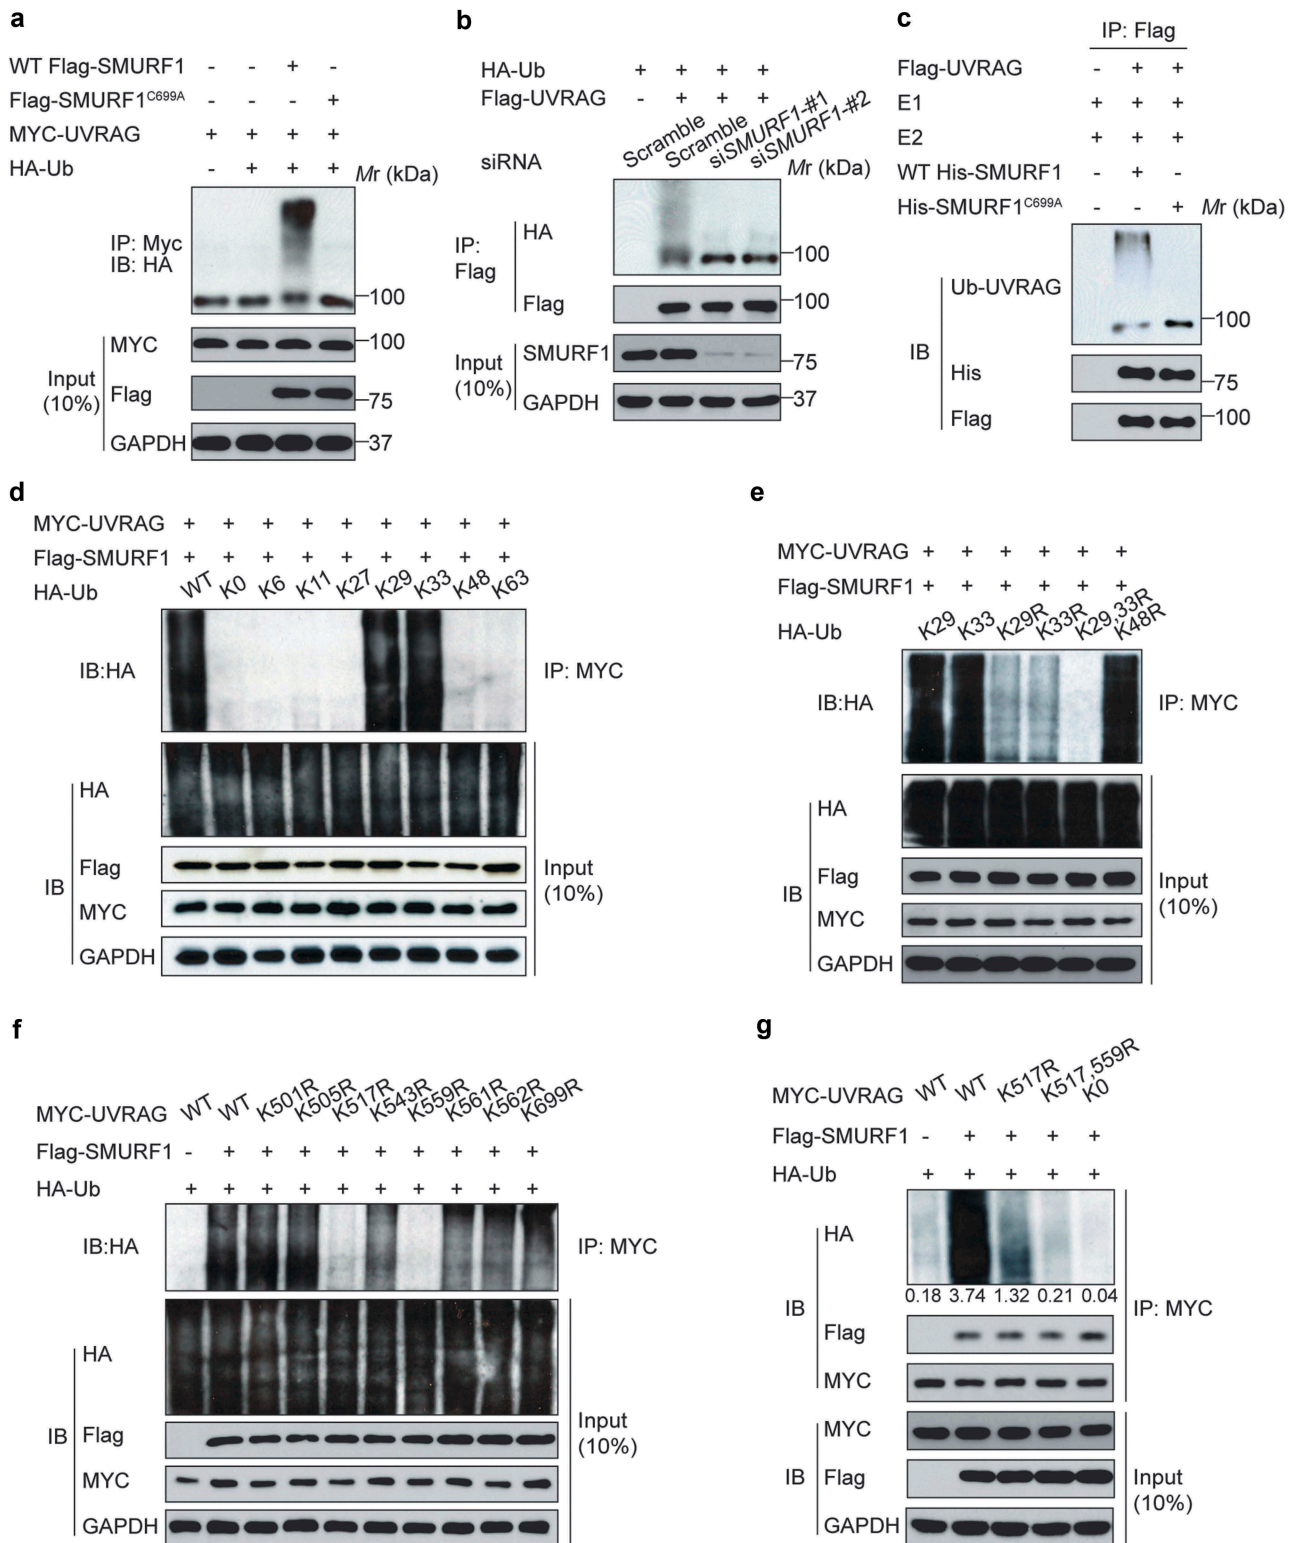 a
WT Flag-SMURF1 - - + -
Flag-SMURF1C699A - - - +
MYC-UVRAG + + + +
HA-Ub - + + + Mr (kDa)
IP: Myc
IB: HA
100
MYC 100
Input
(10%)
Flag 75
GAPDH 37
b
HA-Ub + + + +
Flag-UVRAG - + + +
siRNA Scramble Scramble siSMURF1-#1 siSMURF1-#2 Mr (kDa)
IP:
Flag
HA 100
Flag 100
Input
(10%)
SMURF1 75
GAPDH 37
c
IP: Flag
Flag-UVRAG - + +
E1 + + +
E2 + + +
WT His-SMURF1 - + -
His-SMURF1C699A - - + Mr (kDa)
IB
Ub-UVRAG 100
His 75
Flag 100
d
MYC-UVRAG + + + + + + + + +
Flag-SMURF1 + + + + + + + + +
HA-Ub WT K0 K6 K11 K27 K29 K33 K48 K63
IB:HA IP: MYC
HA
IB
Flag
MYC
GAPDH
Input
(10%)
e
MYC-UVRAG + + + + + +
Flag-SMURF1 + + + + + +
HA-Ub K29 K33 K29R K33R K29,33R K48R
IB:HA IP: MYC
HA
IB
Flag
MYC
GAPDH
Input
(10%)
f
MYC-UVRAG WT WT K501R K505R K517R K543R K559R K561R K562R K699R
Flag-SMURF1 - + + + + + + + + +
HA-Ub + + + + + + + + + +
IB:HA IP: MYC
HA
IB
Flag
MYC
GAPDH
Input
(10%)
g
MYC-UVRAG WT WT K517R K517,559R K0
Flag-SMURF1 - + + + +
HA-Ub + + + + +
HA
0.18 3.74 1.32 0.21 0.04
IB
IP: MYC
Flag
MYC
MYC
IB
Flag
GAPDH
Input
(10%)